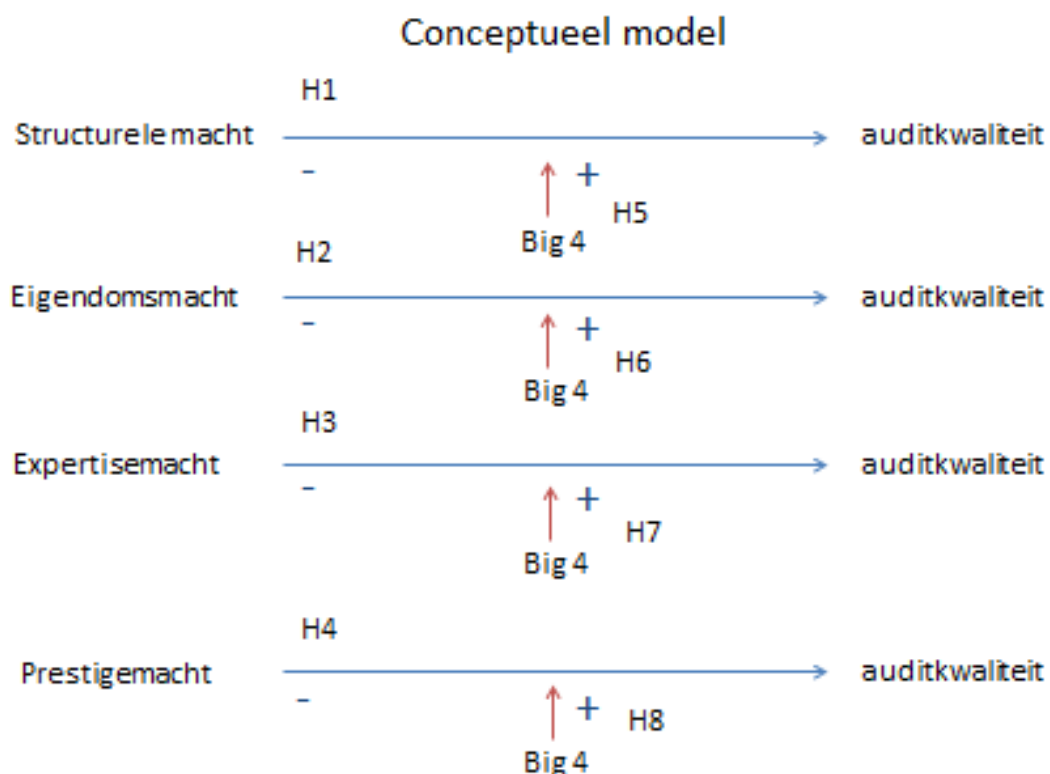 Conceptueel model
H1
Structurele macht auditkwaliteit
- +
H5
Big 4
H2
Eigendomsmacht auditkwaliteit
- +
H6
Big 4
H3
Expertisemacht auditkwaliteit
- +
H7
Big 4
H4
Prestigemacht auditkwaliteit
- +
H8
Big 4